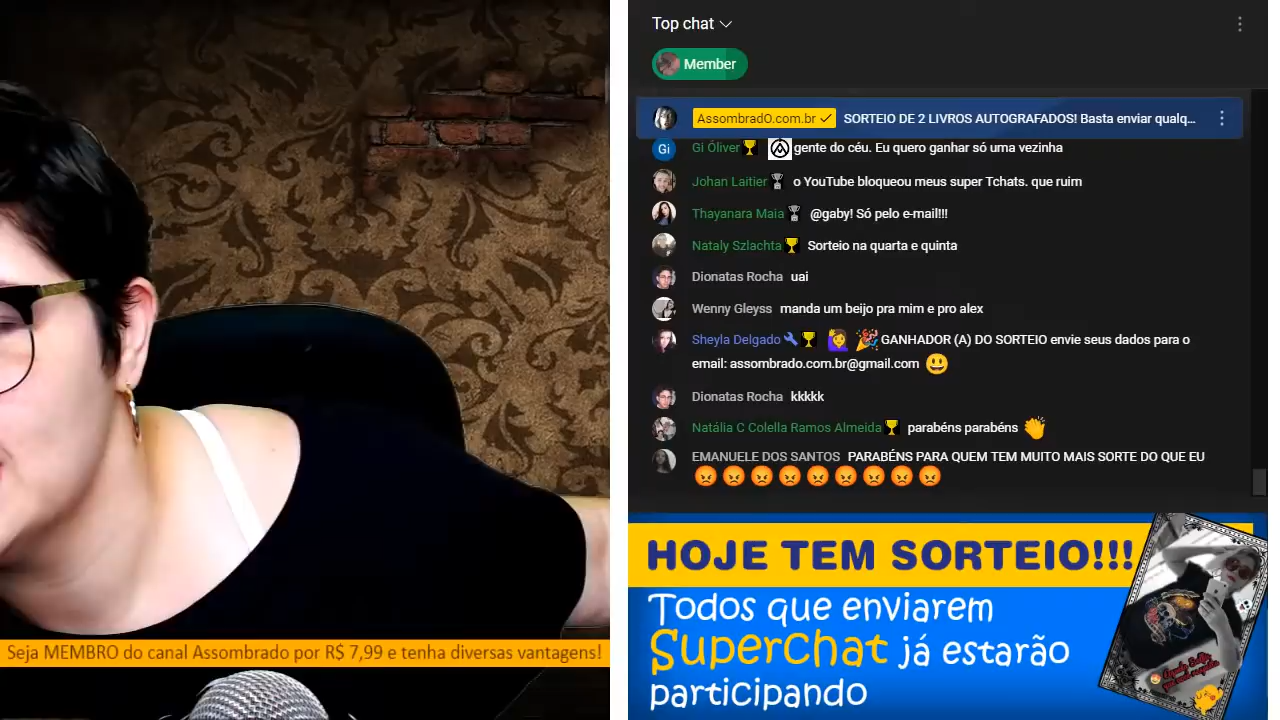 Top chat
Member
AssombradO.com.br SORTEIO DE 2 LIVROS AUTOGRAFADOS! Basta enviar qualq...
Gi Gi Óliver gente do céu. Eu quero ganhar só uma vezinha
Johan Laitier o YouTube bloqueou meus super Tchats. que ruim
Thayanara Maia @gaby! Só pelo e-mail!!!
Nataly Szlachta Sorteio na quarta e quinta
Dionatas Rocha uai
Wenny Gleyss manda um beijo pra mim e pro alex
Sheyla Delgado 🙋‍♀️ 🎉 GANHADOR (A) DO SORTEIO envie seus dados para o
email: assombrado.com.br@gmail.com 😃
Dionatas Rocha kkkkk
Natália C Colella Ramos Almeida parabéns parabéns 👏
EMANUELE DOS SANTOS PARABÉNS PARA QUEM TEM MUITO MAIS SORTE DO QUE EU
😡 😡 😡 😡 😡 😡 😡 😡 😡
HOJE TEM SORTEIO!!!
Todos que enviarem
Superchat já estarão
participando
Seja MEMBRO do canal Assombrado por R$ 7,99 e tenha diversas vantagens!